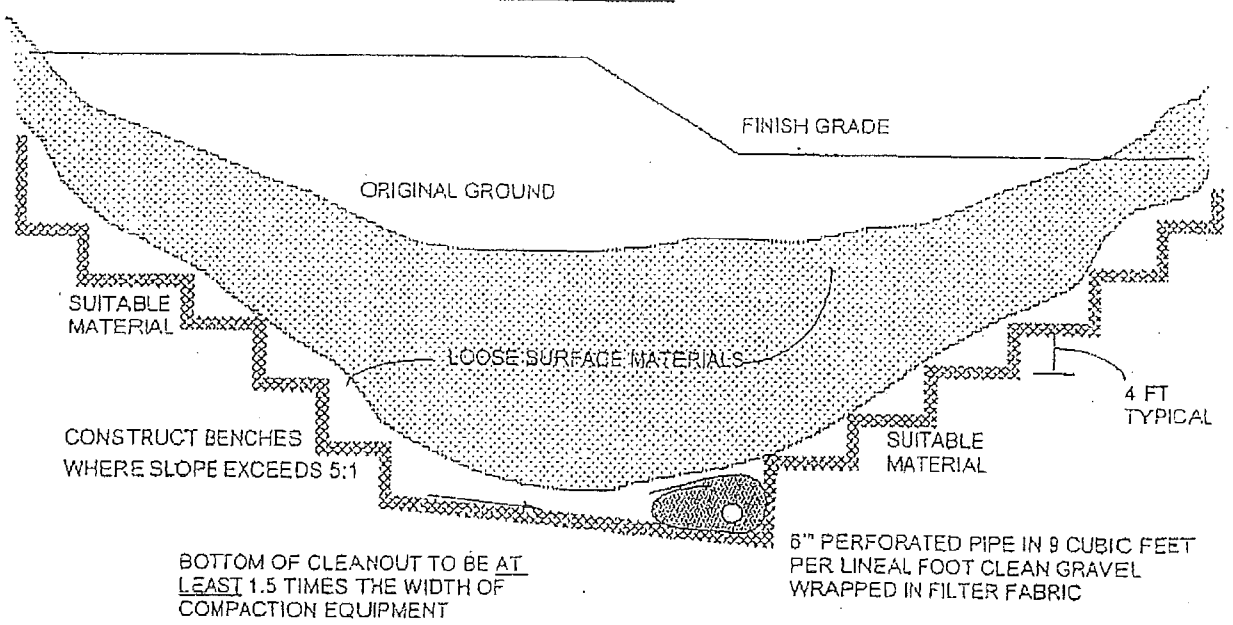 FINISH GRADE
ORIGINAL GROUND
SUITABLE
MATERIAL
LOOSE SURFACE MATERIALS
4 FT
TYPICAL
CONSTRUCT BENCHES
WHERE SLOPE EXCEEDS 5:1
SUITABLE
MATERIAL
BOTTOM OF CLEANOUT TO BE AT
LEAST 1.5 TIMES THE WIDTH OF
COMPACTION EQUIPMENT
6" PERFORATED PIPE IN 9 CUBIC FEET
PER LINEAL FOOT CLEAN GRAVEL
WRAPPED IN FILTER FABRIC